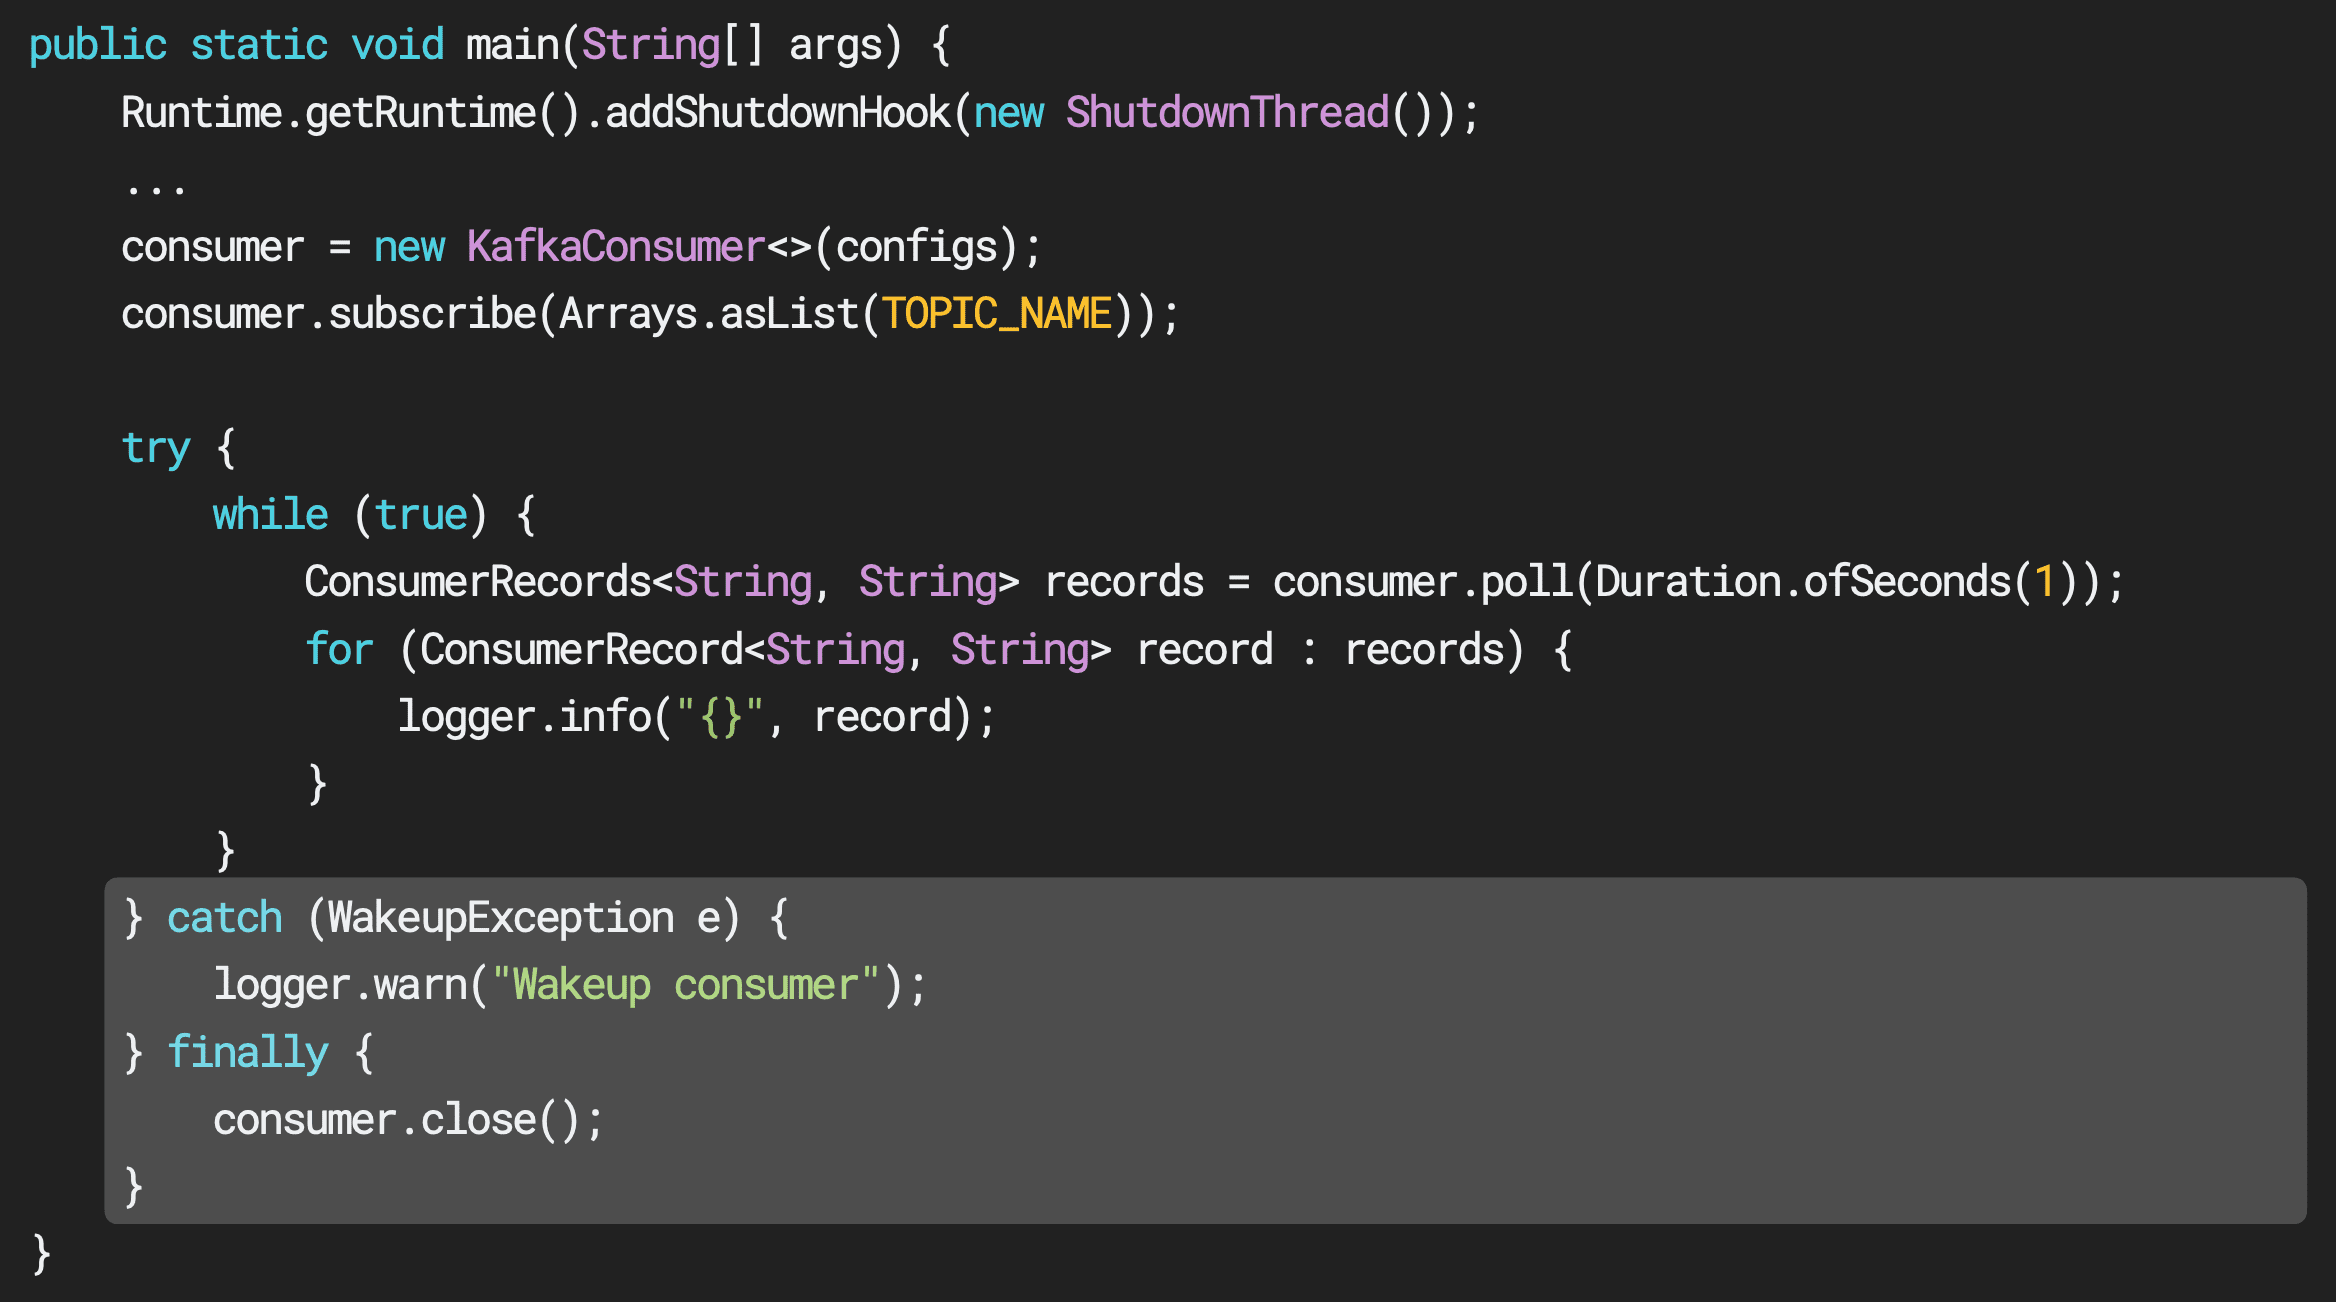 public static void main(String[] args) {
    Runtime.getRuntime().addShutdownHook(new ShutdownThread());
    ...
    consumer = new KafkaConsumer<>(configs);
    consumer.subscribe(Arrays.asList(TOPIC_NAME));

    try {
        while (true) {
            ConsumerRecords<String, String> records = consumer.poll(Duration.ofSeconds(1));
            for (ConsumerRecord<String, String> record : records) {
                logger.info("{}", record);
            }
        }
    } catch (WakeupException e) {
        logger.warn("Wakeup consumer");
    } finally {
        consumer.close();
    }
}